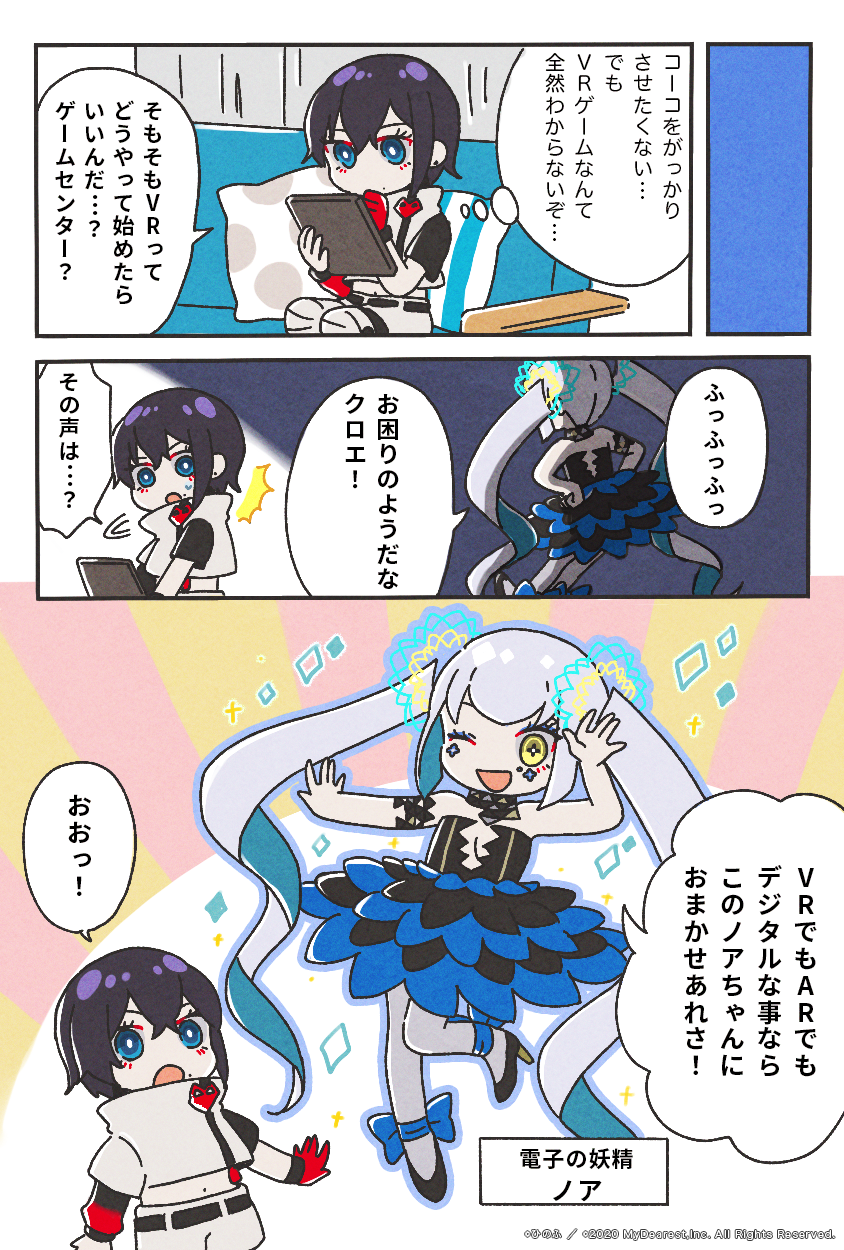 コーコをがっかり
させたくない…
でも
VRゲームなんて
全然わからないぞ…
そもそもVRって
どうやって始めたら
いいんだ…？
ゲームセンター？
ふっふっふっ
お困りのようだな
クロエ！
その声は…？
VRでもARでも
デジタルな事なら
このノアちゃんに
おまかせあれさ！
おおっ！
電子の妖精
ノア
©ひのふ ／ ©2020 MyDearest,Inc. All Rights Reserved.